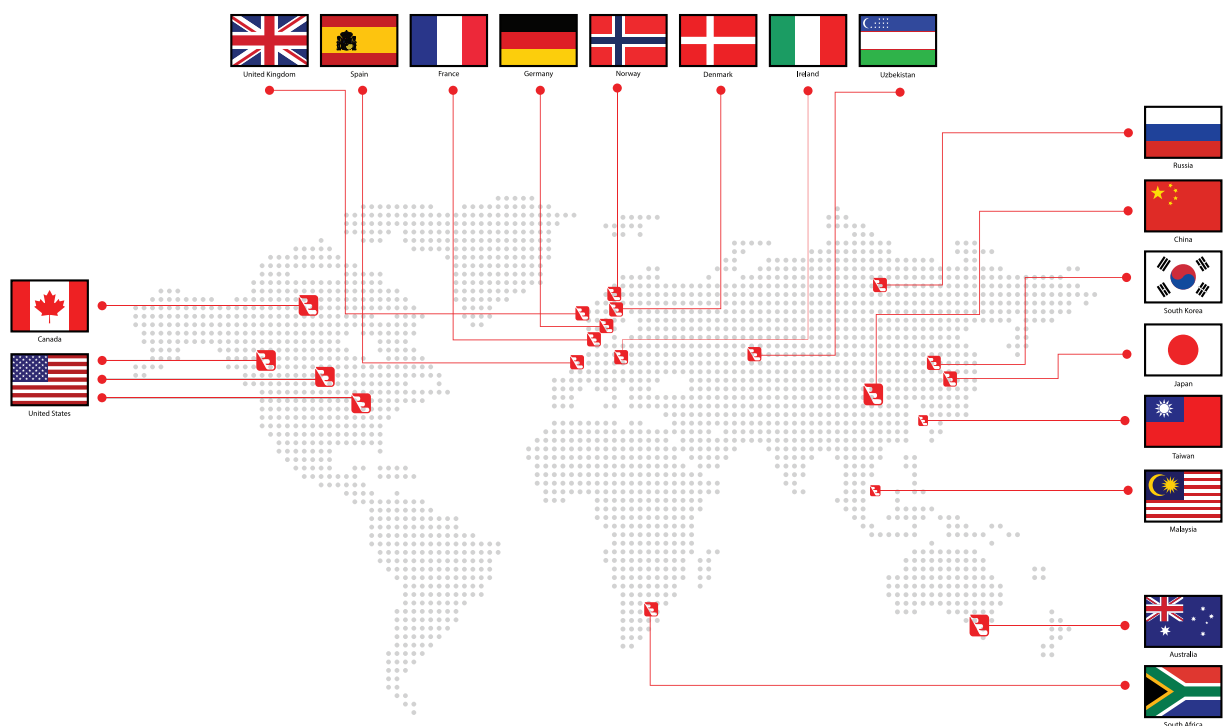 United Kingdom
Spain
France
Germany
Norway
Denmark
Ireland
Uzbekistan
Russia
China
South Korea
Japan
Taiwan
Malaysia
Australia
South Africa
Canada
United States